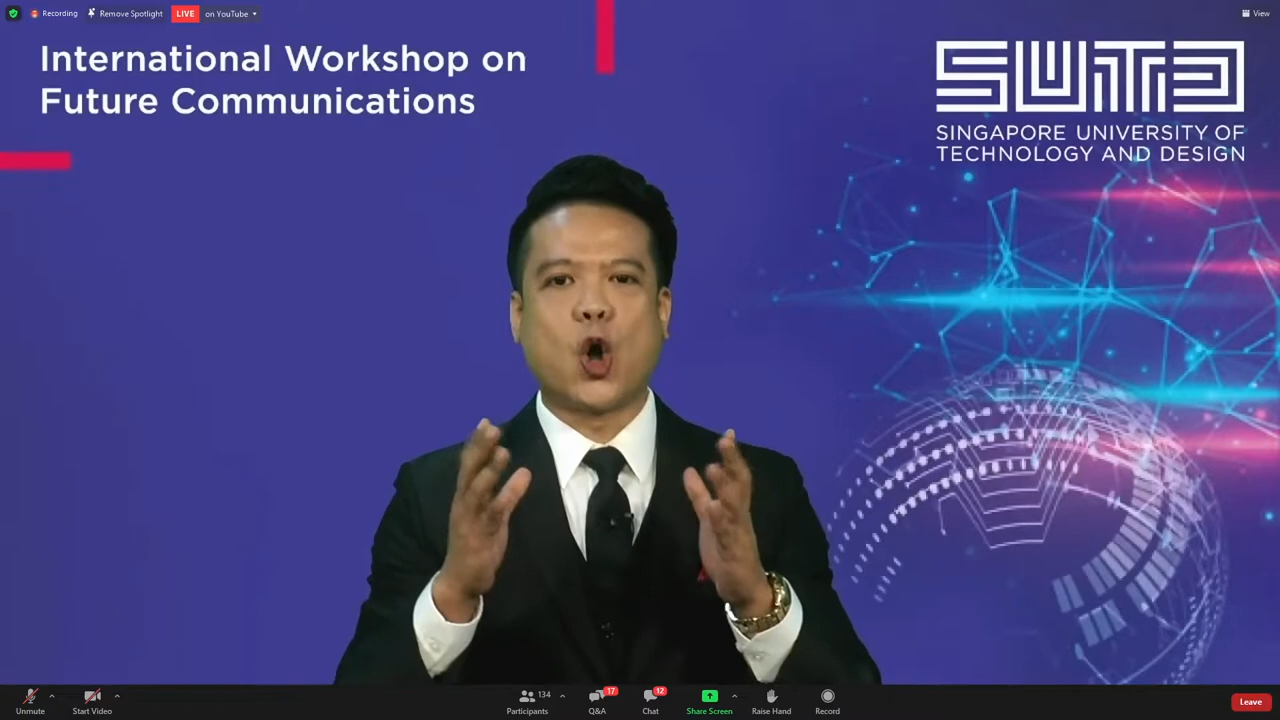 Recording
Remove Spotlight
LIVE
on YouTube
View
International Workshop on
Future Communications
SUTD
SINGAPORE UNIVERSITY OF
TECHNOLOGY AND DESIGN
Unmute
Start Video
134
Participants
17
Q&A
12
Chat
Share Screen
Raise Hand
Record
Leave